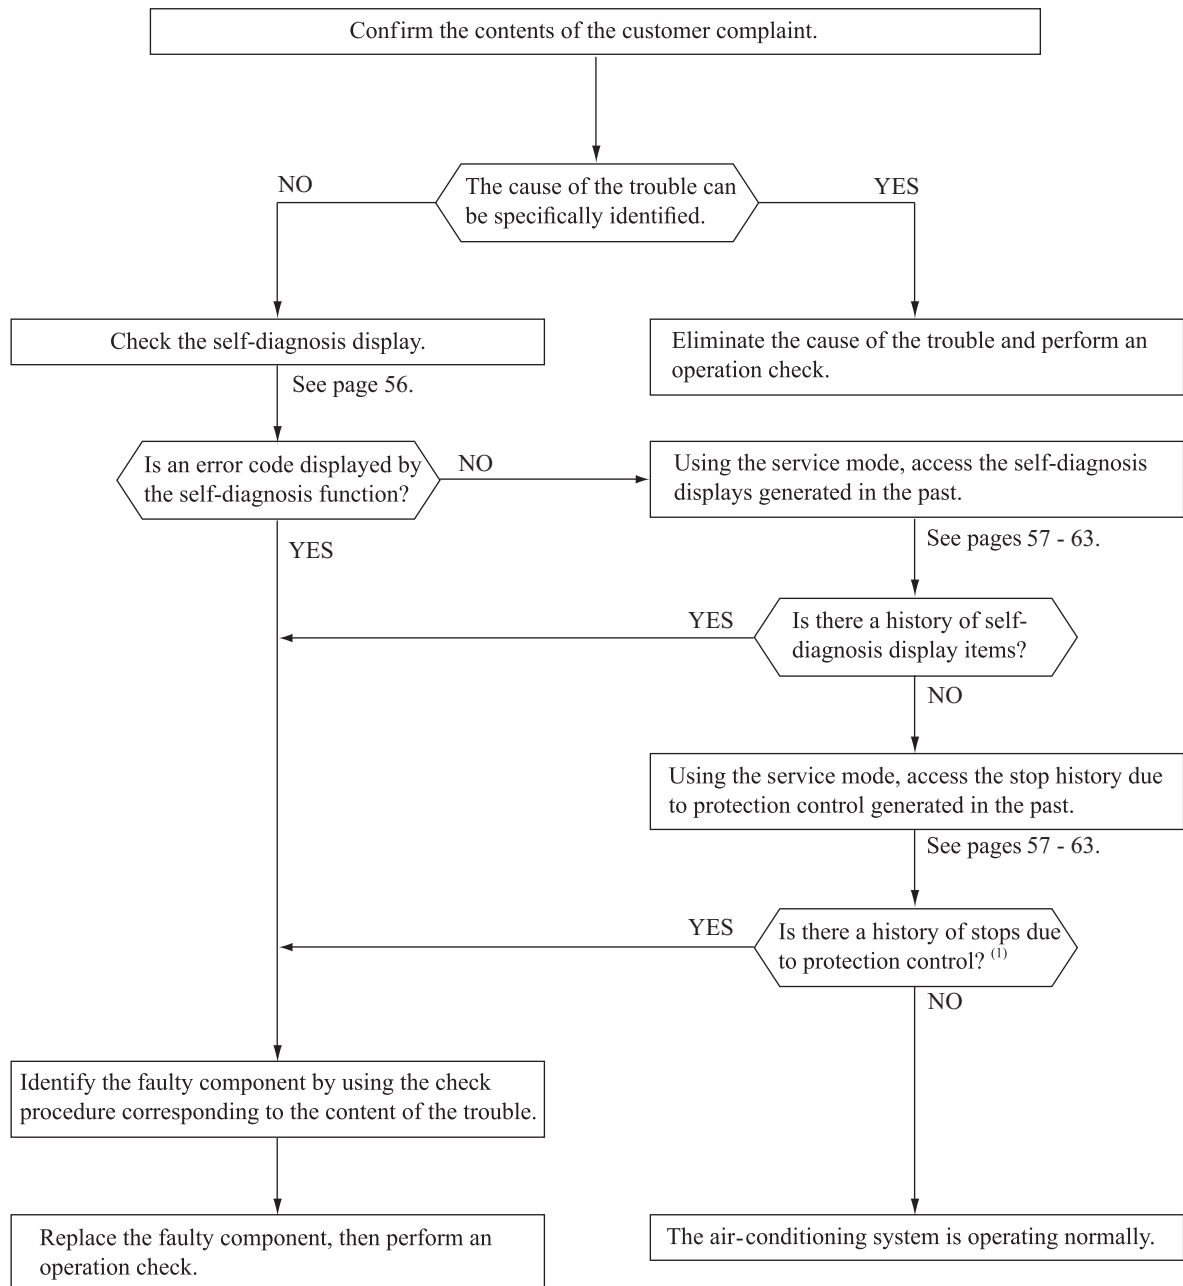 Confirm the contents of the customer complaint.
NO
The cause of the trouble can
be specifically identified.
YES
Check the self-diagnosis display.
Eliminate the cause of the trouble and perform an
operation check.
See page 56.
Is an error code displayed by
the self-diagnosis function?
NO
Using the service mode, access the self-diagnosis
displays generated in the past.
YES
See pages 57 - 63.
YES
Is there a history of self-
diagnosis display items?
NO
Using the service mode, access the stop history due
to protection control generated in the past.
See pages 57 - 63.
YES
Is there a history of stops due
to protection control? (1)
NO
Identify the faulty component by using the check
procedure corresponding to the content of the trouble.
Replace the faulty component, then perform an
operation check.
The air-conditioning system is operating normally.